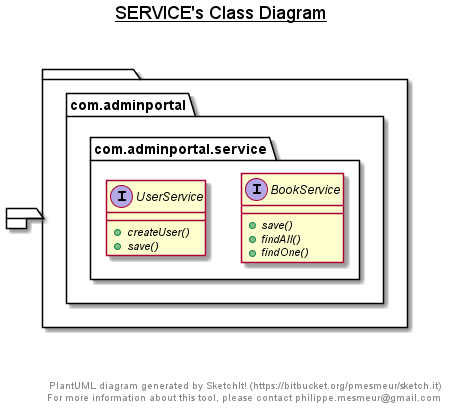 SERVICE's Class Diagram
com.adminportal
com.adminportal.service
I UserService
createUser()
save()
I BookService
save()
findAll()
findOne()
PlantUML diagram generated by SketchIt! (https://bitbucket.org/pmesmeur/sketch.it)
For more information about this tool, please contact philippe.mesmeur@gmail.com